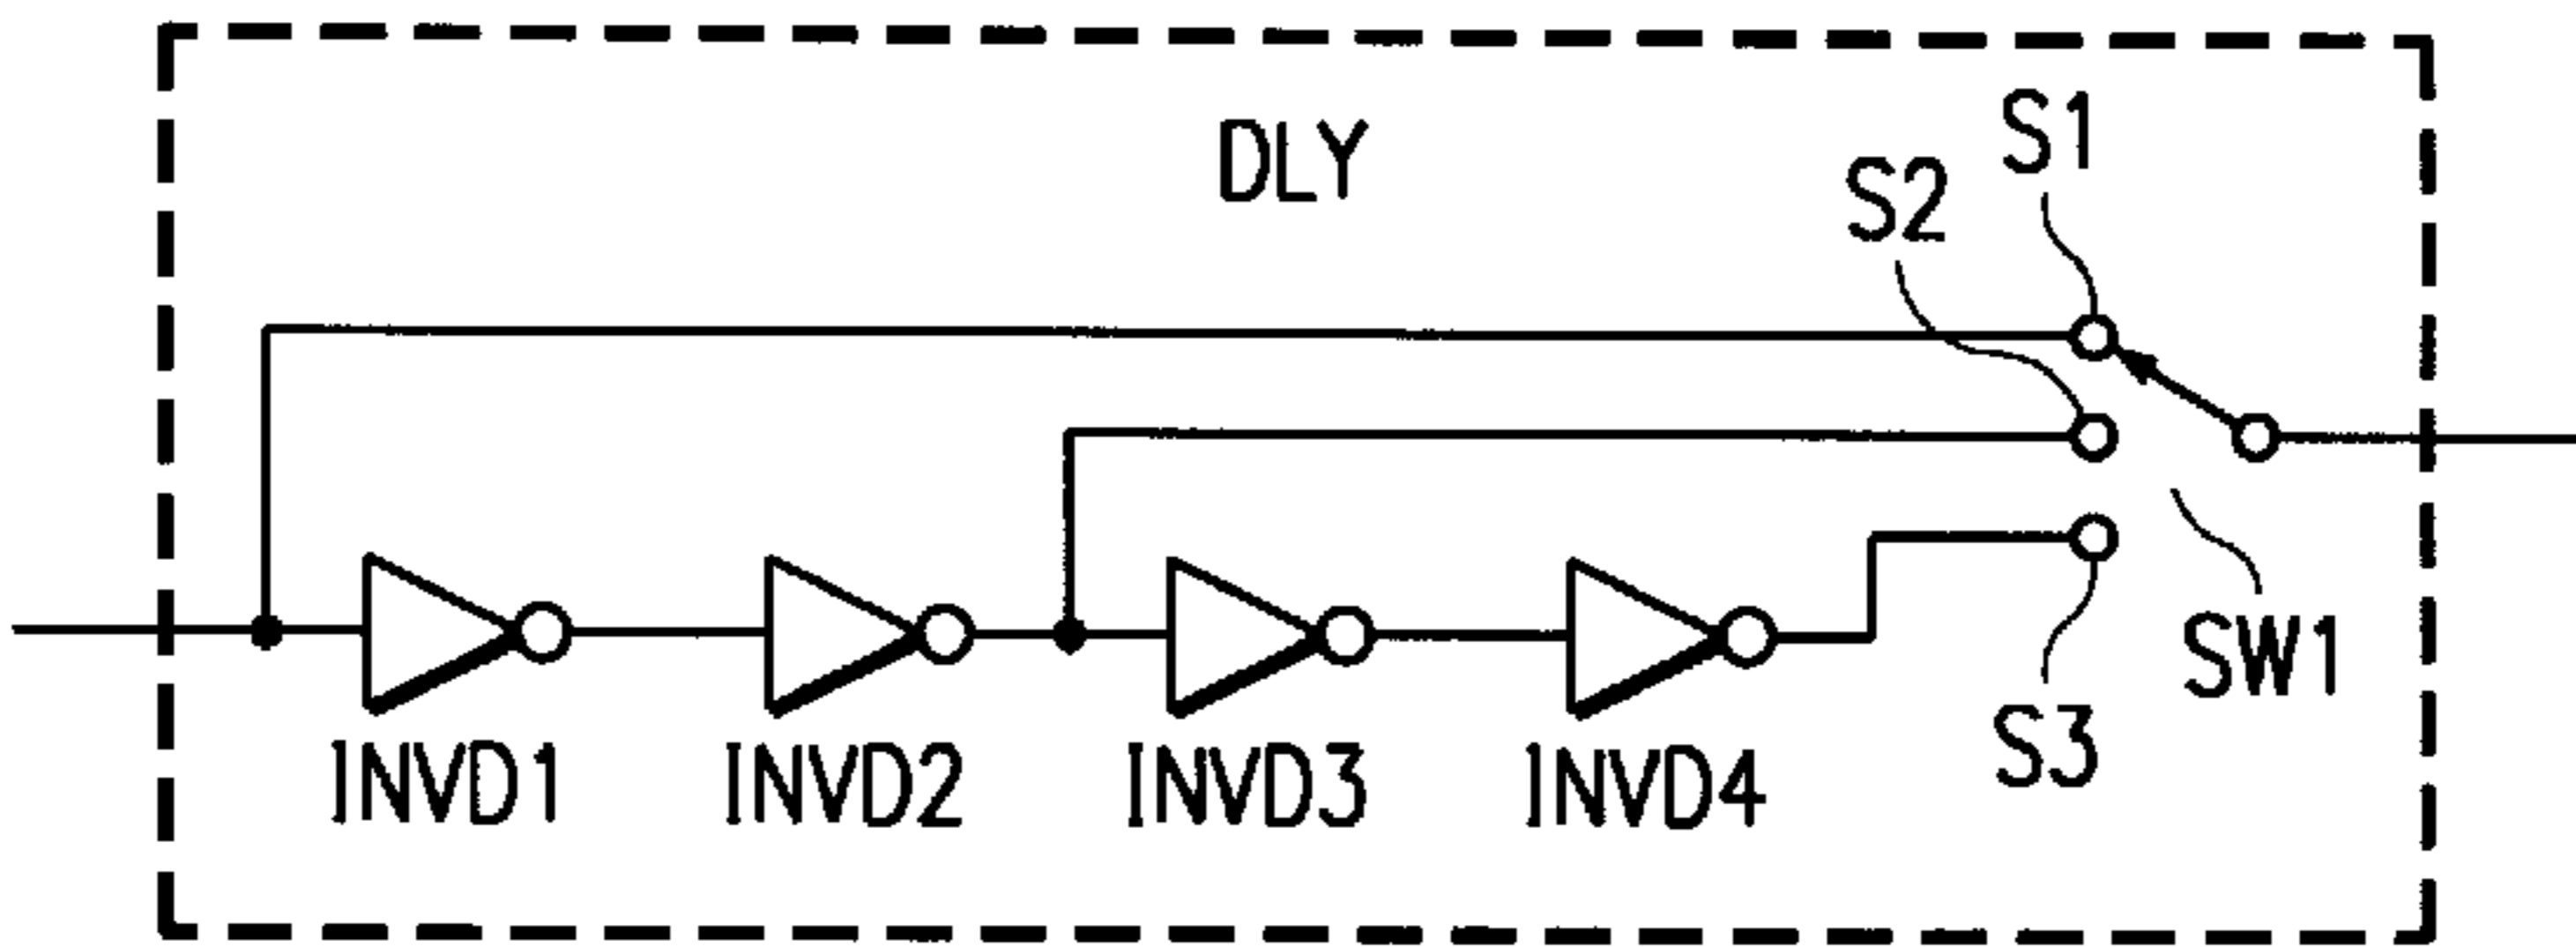 DLY
S1
S2
SW1
S3
INVD1
INVD2
INVD3
INVD4